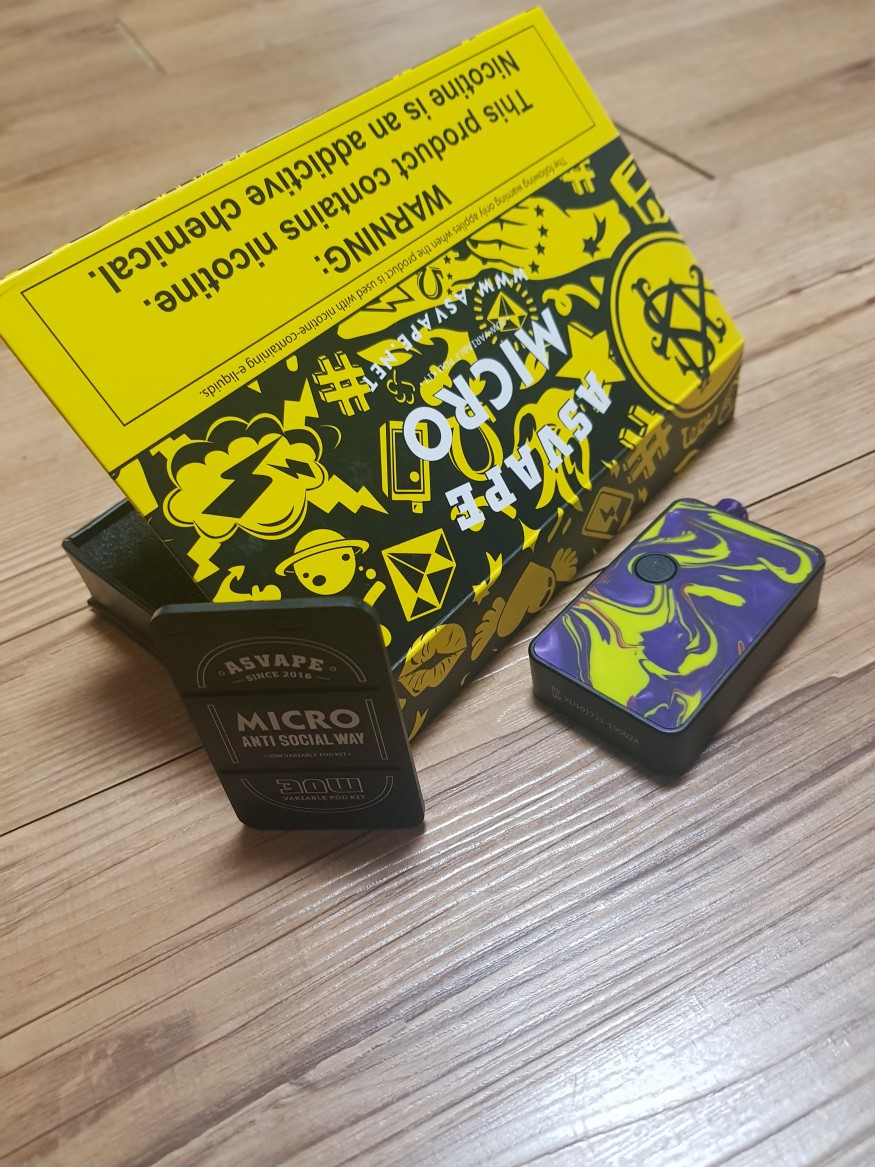 The following warning only applies when the product is used with nicotine-containing e-liquids.
WARNING:
This product contains nicotine.
Nicotine is an addictive chemical.
ASVAPE
MICRO
WWW.ASVAPE.NET
ASVAPE
SINCE 2016
MICRO
ANTI SOCIAL WAY
30W VARIABLE POD KIT
30W
VARIABLE POD KIT